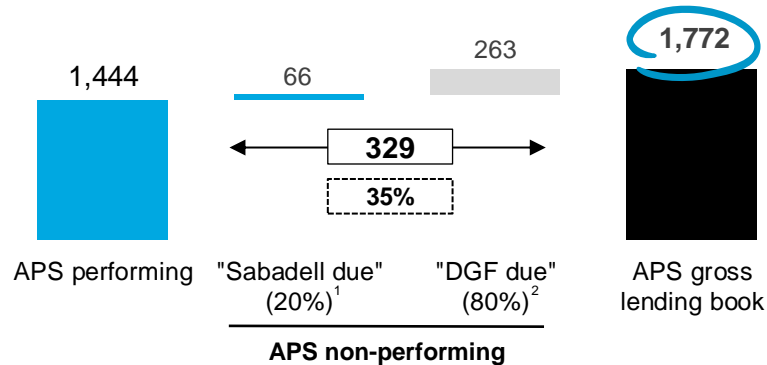 1,444
66
263
1,772
329
35%
APS performing
"Sabadell due"
(20%)1
"DGF due"
(80%)2
APS gross
lending book
APS non-performing